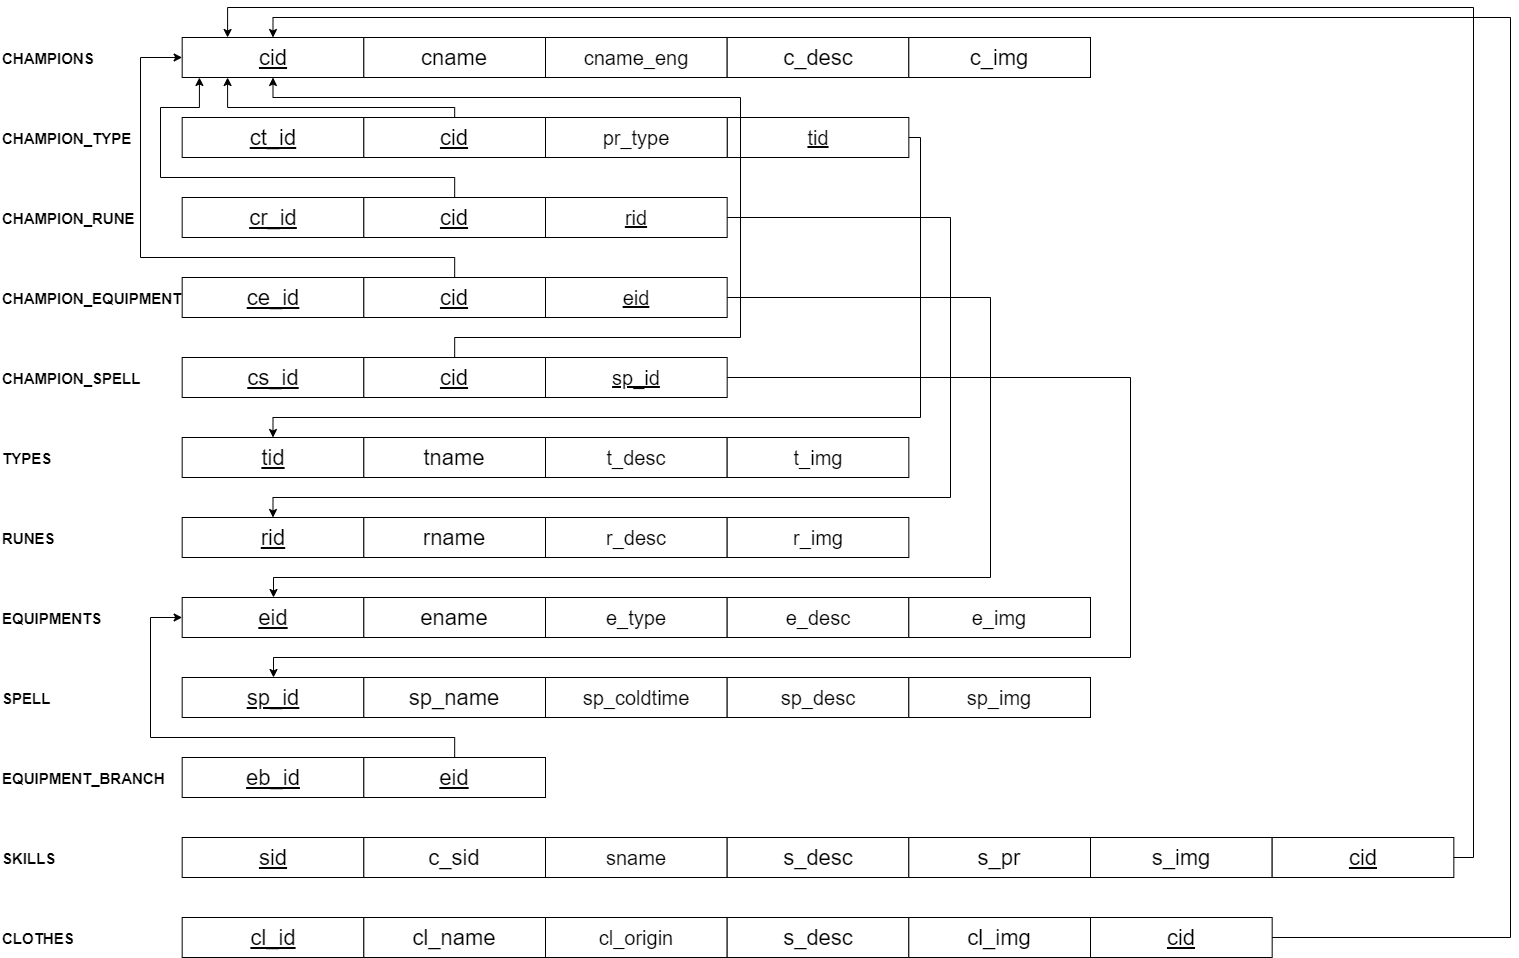 CHAMPIONS cid cname cname_eng c_desc c_img
CHAMPION_TYPE ct_id cid pr_type tid
CHAMPION_RUNE cr_id cid rid
CHAMPION_EQUIPMENT ce_id cid eid
CHAMPION_SPELL cs_id cid sp_id
TYPES tid tname t_desc t_img
RUNES rid rname r_desc r_img
EQUIPMENTS eid ename e_type e_desc e_img
SPELL sp_id sp_name sp_coldtime sp_desc sp_img
EQUIPMENT_BRANCH eb_id eid
SKILLS sid c_sid sname s_desc s_pr s_img cid
CLOTHES cl_id cl_name cl_origin s_desc cl_img cid